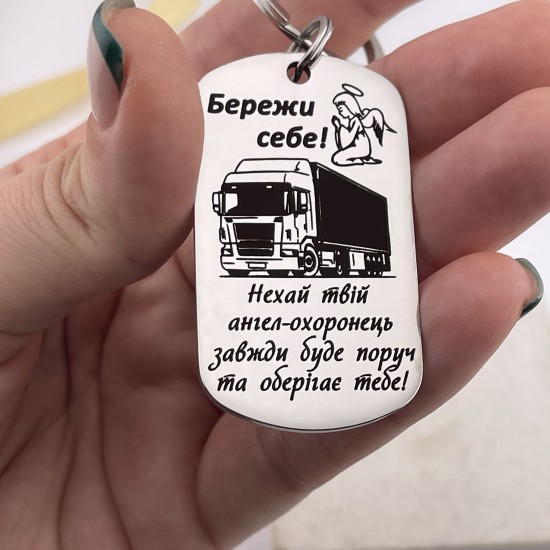 Бережи
себе!
Нехай твій
ангел-охоронець
завжди буде поруч
та оберігає тебе!